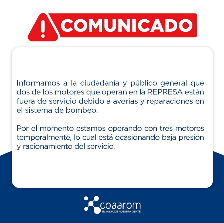 COMUNICADO
Informamos a la ciudadanía y público general que
dos de los motores que operan en la REPRESA están
fuera de servicio debido a averías y reparaciones en
el sistema de bombeo.
Por el momento estamos operando con tres motores
temporalmente, lo cual está ocasionando baja presión
y racionamiento del servicio.
coaarom